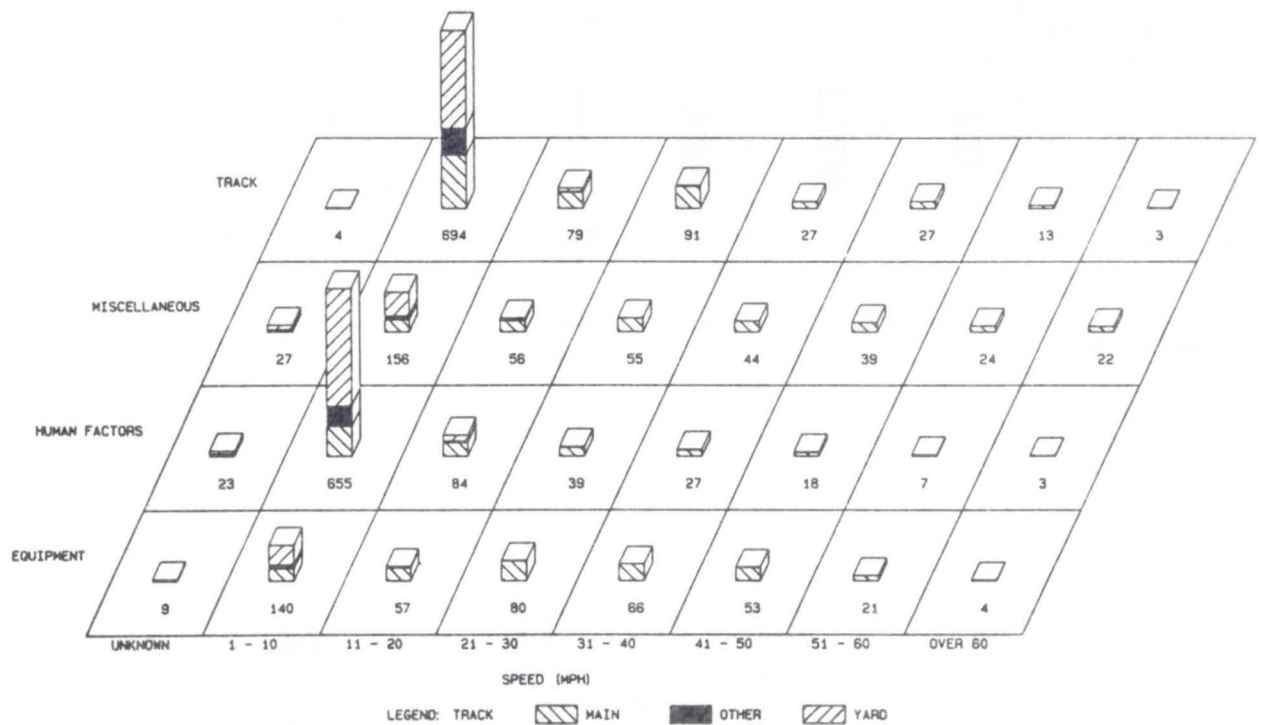 TRACK
4 694 79 91 27 27 13 3
MISCELLANEOUS
27 156 56 55 44 39 24 22
HUMAN FACTORS
23 655 84 39 27 18 7 3
EQUIPMENT
9 140 57 80 66 53 21 4
UNKNOWN 1 - 10 11 - 20 21 - 30 31 - 40 41 - 50 51 - 60 OVER 60
SPEED (MPH)
LEGEND: TRACK MAIN OTHER YARD